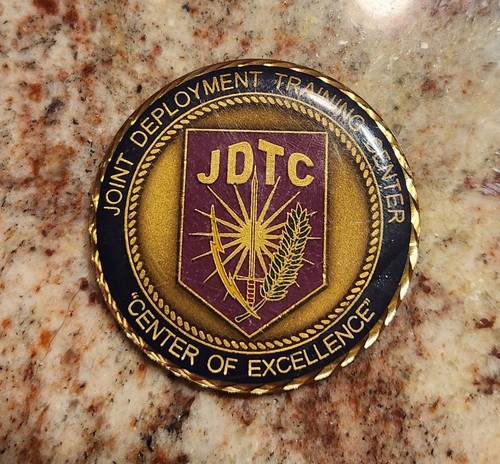 JOINT DEPLOYMENT TRAINING CENTER
JDTC
"CENTER OF EXCELLENCE"